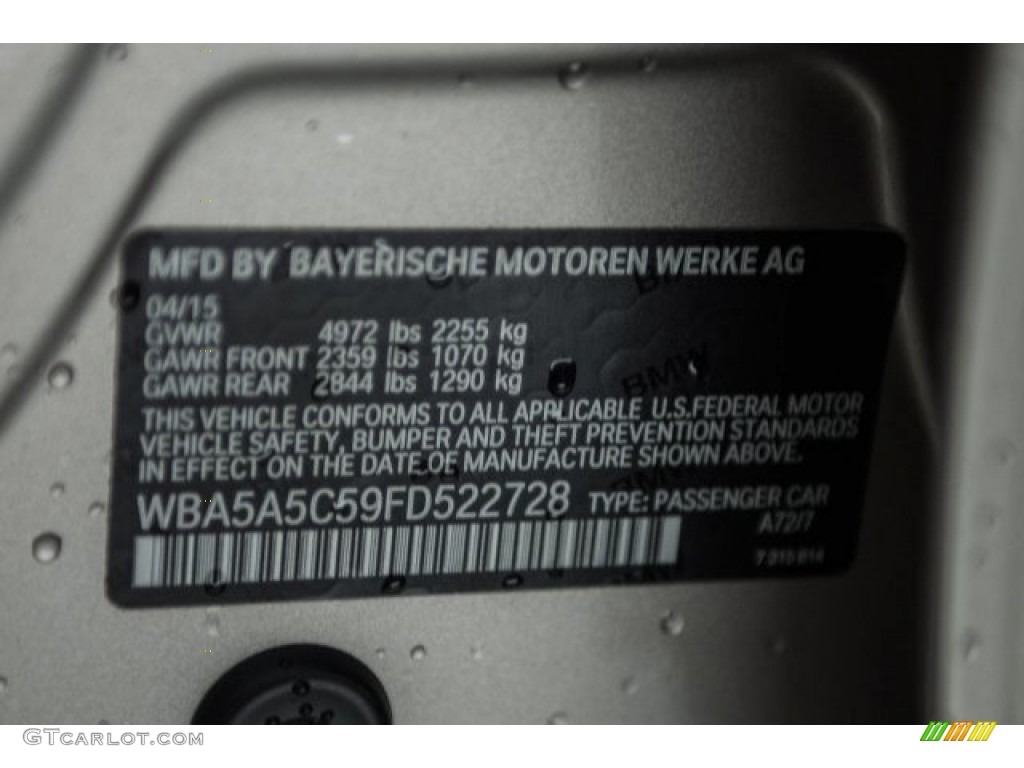 MFD BY BAYERISCHE MOTOREN WERKE AG
04/15
GVWR 4972 lbs 2255 kg
GAWR FRONT 2359 lbs 1070 kg
GAWR REAR 2844 lbs 1290 kg
THIS VEHICLE CONFORMS TO ALL APPLICABLE U.S.FEDERAL MOTOR
VEHICLE SAFETY, BUMPER AND THEFT PREVENTION STANDARDS
IN EFFECT ON THE DATE OF MANUFACTURE SHOWN ABOVE.
WBA5A5C59FD522728 TYPE: PASSENGER CAR
A72/7
GTCarlot.com